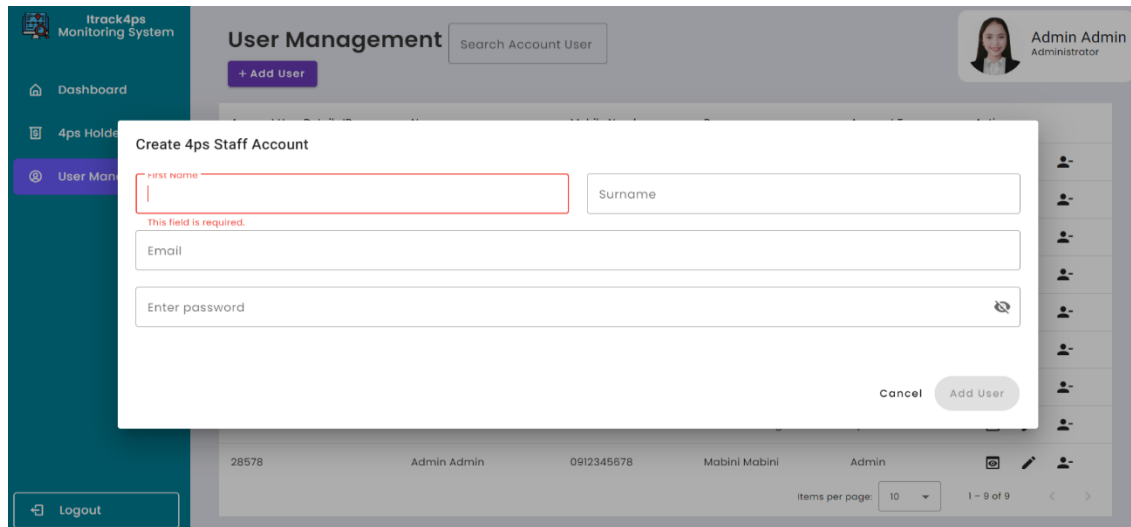 Itrack4ps
Monitoring System
User Management
Search Account User
Admin Admin
Administrator
+ Add User
Dashboard
4ps Holde
User Man
Create 4ps Staff Account
First Name
Surname
This field is required.
Email
Enter password
Cancel
Add User
28578 Admin Admin 0912345678 Mabini Mabini Admin
Items per page: 10 1 – 9 of 9
Logout